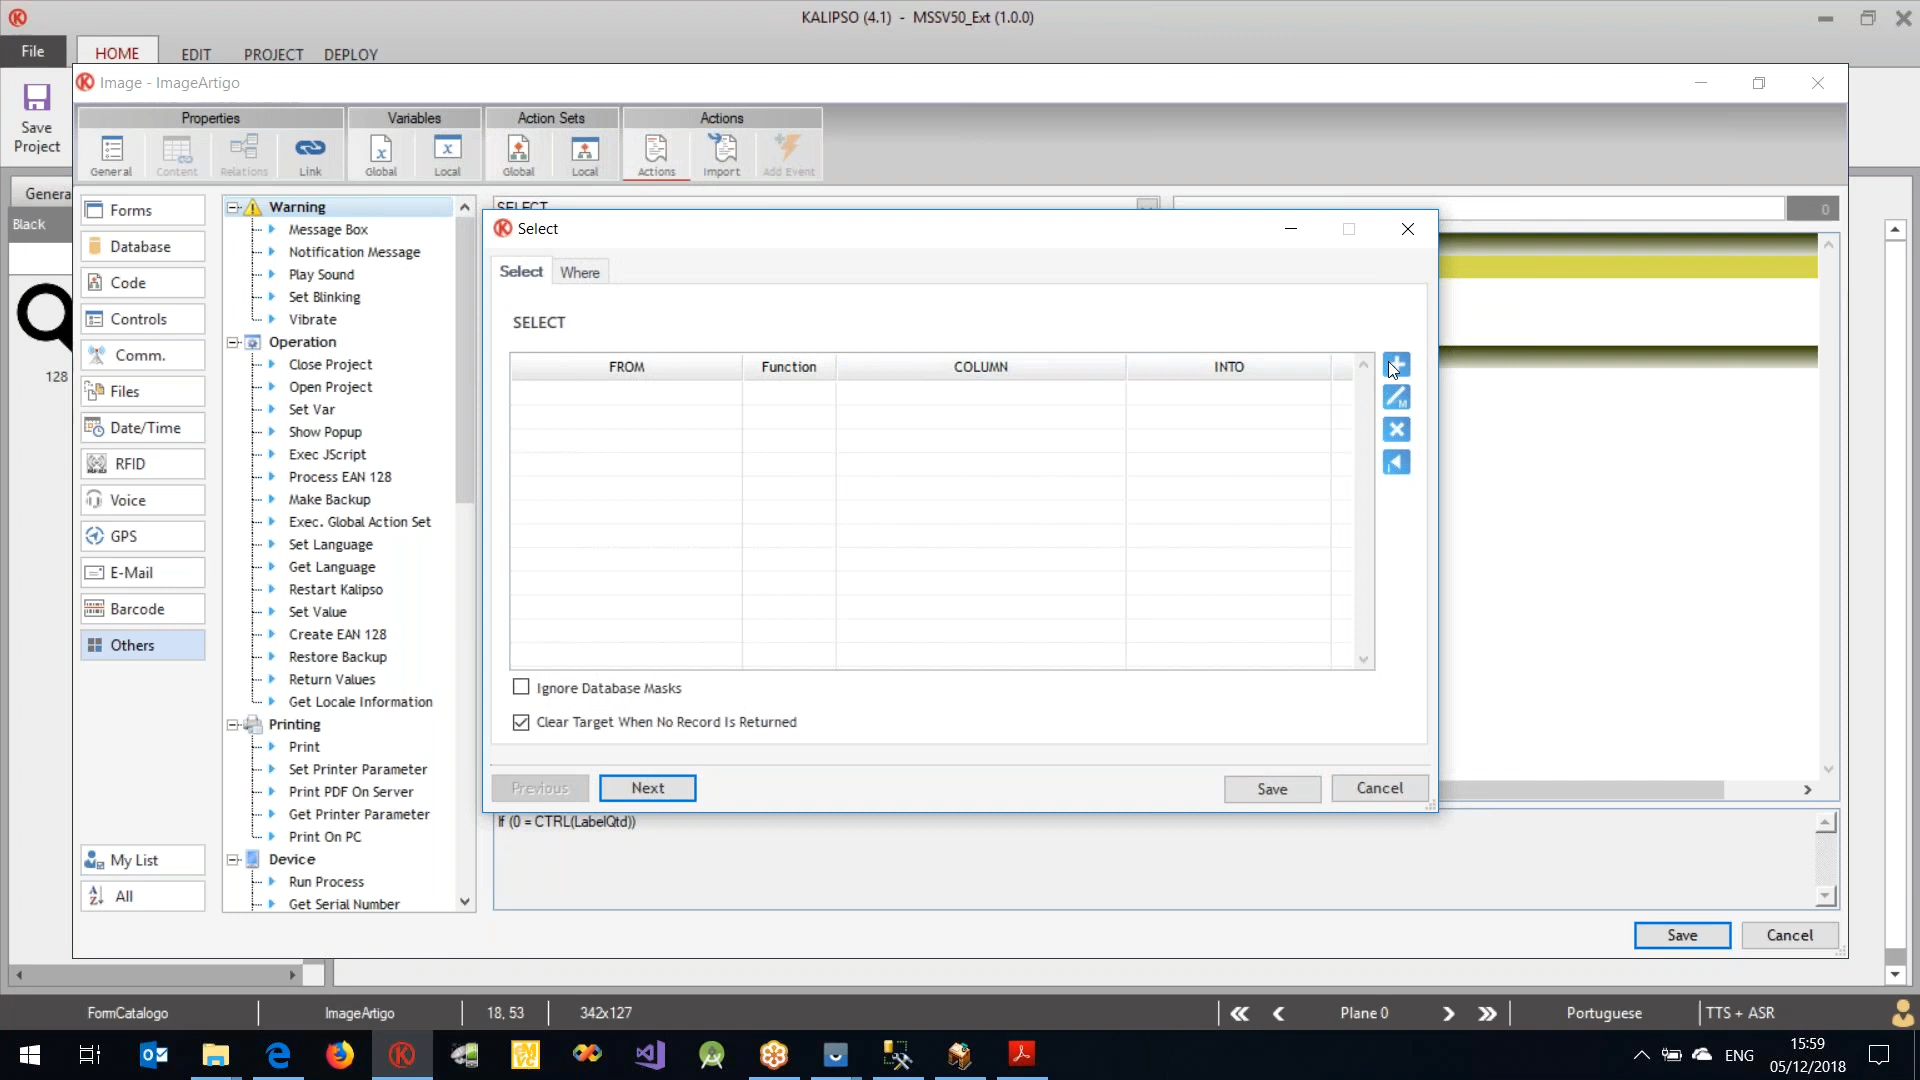 KALIPSO (4.1) - MSSV50_Ext (1.0.0)
File
HOME
EDIT
PROJECT
DEPLOY
Save
Project
Image - ImageArtigo
Properties
Variables
Action Sets
Actions
General
Content
Relations
Link
Global
Local
Global
Local
Actions
Import
Add Event
Genera
Black
128
Forms
Database
Code
Controls
Comm.
Files
Date/Time
RFID
Voice
GPS
E-Mail
Barcode
Others
My List
All
Warning
Message Box
Notification Message
Play Sound
Set Blinking
Vibrate
Operation
Close Project
Open Project
Set Var
Show Popup
Exec JScript
Process EAN 128
Make Backup
Exec. Global Action Set
Set Language
Get Language
Restart Kalipso
Set Value
Create EAN 128
Restore Backup
Return Values
Get Locale Information
Printing
Print
Set Printer Parameter
Print PDF On Server
Get Printer Parameter
Print On PC
Device
Run Process
Get Serial Number
SELECT
0
Select
Select
Where
SELECT
FROM
Function
COLUMN
INTO
Ignore Database Masks
Clear Target When No Record Is Returned
Previous
Next
Save
Cancel
If (0 = CTRL(LabelQtd))
Save
Cancel
FormCatalogo
ImageArtigo
18, 53
342x127
Plane 0
Portuguese
TTS + ASR
ENG
15:59
05/12/2018